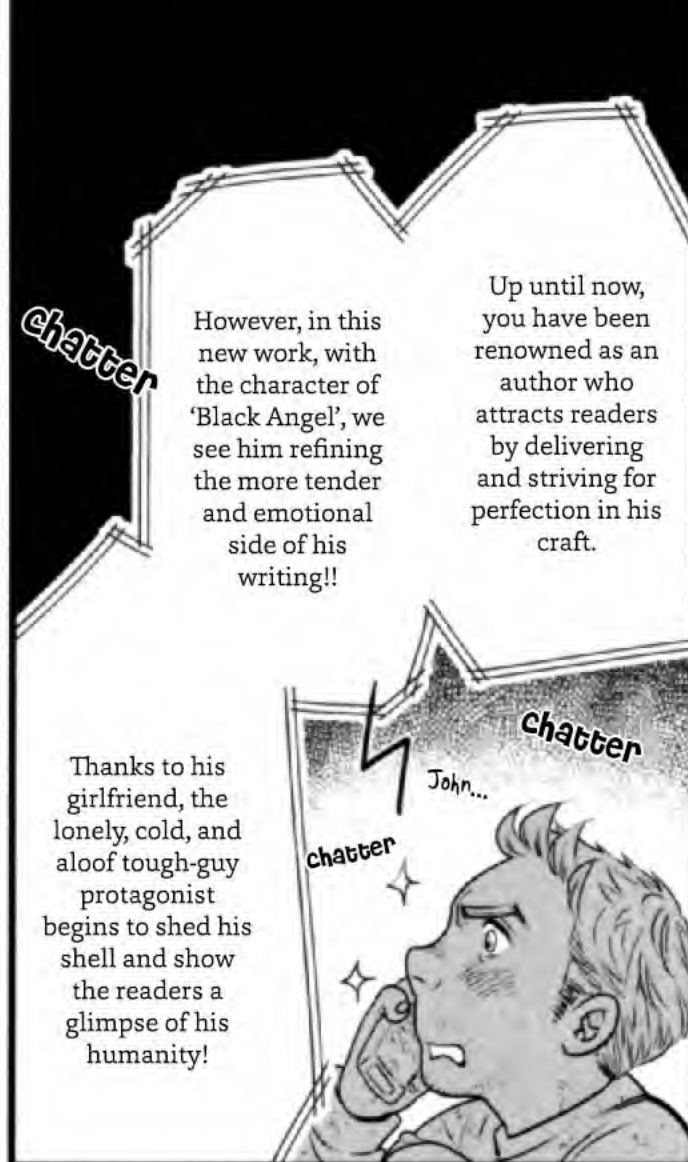 Up until now,
you have been
renowned as an
author who
attracts readers
by delivering
and striving for
perfection in his
craft.
However, in this
new work, with
the character of
‘Black Angel’, we
see him refining
the more tender
and emotional
side of his
writing!!
chatter
Thanks to his
girlfriend, the
lonely, cold, and
aloof tough-guy
protagonist
begins to shed his
shell and show
the readers a
glimpse of his
humanity!
chatter
John...
chatter